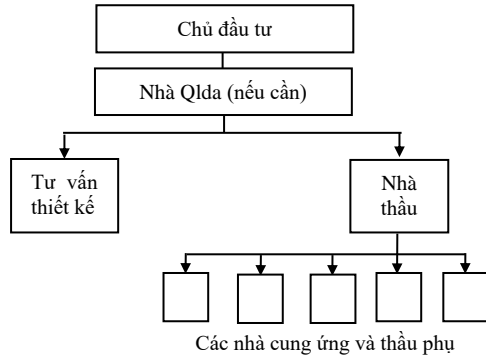 Chủ đầu tư
Nhà Qlda (nếu cần)
Tư vấn
thiết kế
Nhà
thầu
Các nhà cung ứng và thầu phụ